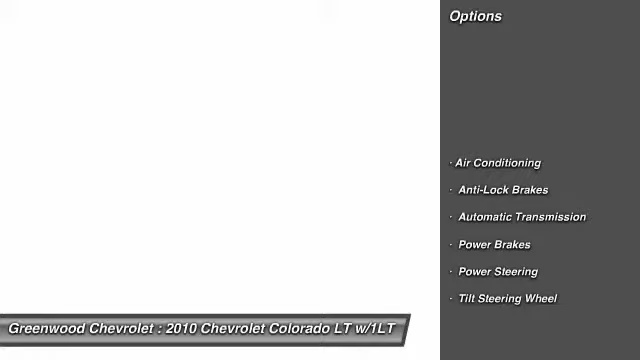 Options
· Air Conditioning
· Anti-Lock Brakes
· Automatic Transmission
· Power Brakes
· Power Steering
· Tilt Steering Wheel
Greenwood Chevrolet : 2010 Chevrolet Colorado LT w/1LT